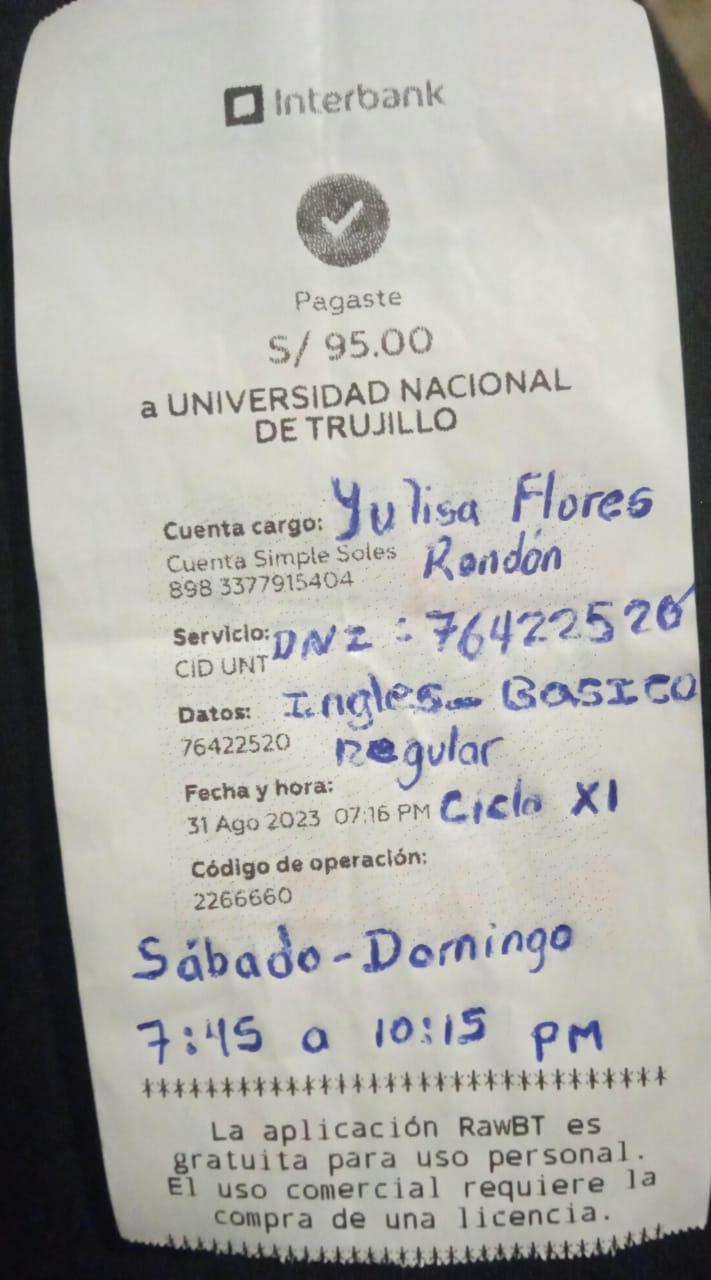 Interbank
Pagaste
S/ 95.00
a UNIVERSIDAD NACIONAL
DE TRUJILLO
Cuenta cargo: Yulisa Flores
Cuenta Simple Soles Rondón
898 3377915404
Servicio: DNI : 76422520
CID UNT
Datos: Ingles - Basico
76422520 Regular
Fecha y hora:
31 Ago 2023 07:16 PM Ciclo XI
Código de operación:
2266660
Sábado - Domingo
7:45 a 10:15 PM
********************************
La aplicación RawBT es
gratuita para uso personal.
El uso comercial requiere la
compra de una licencia.
********************************